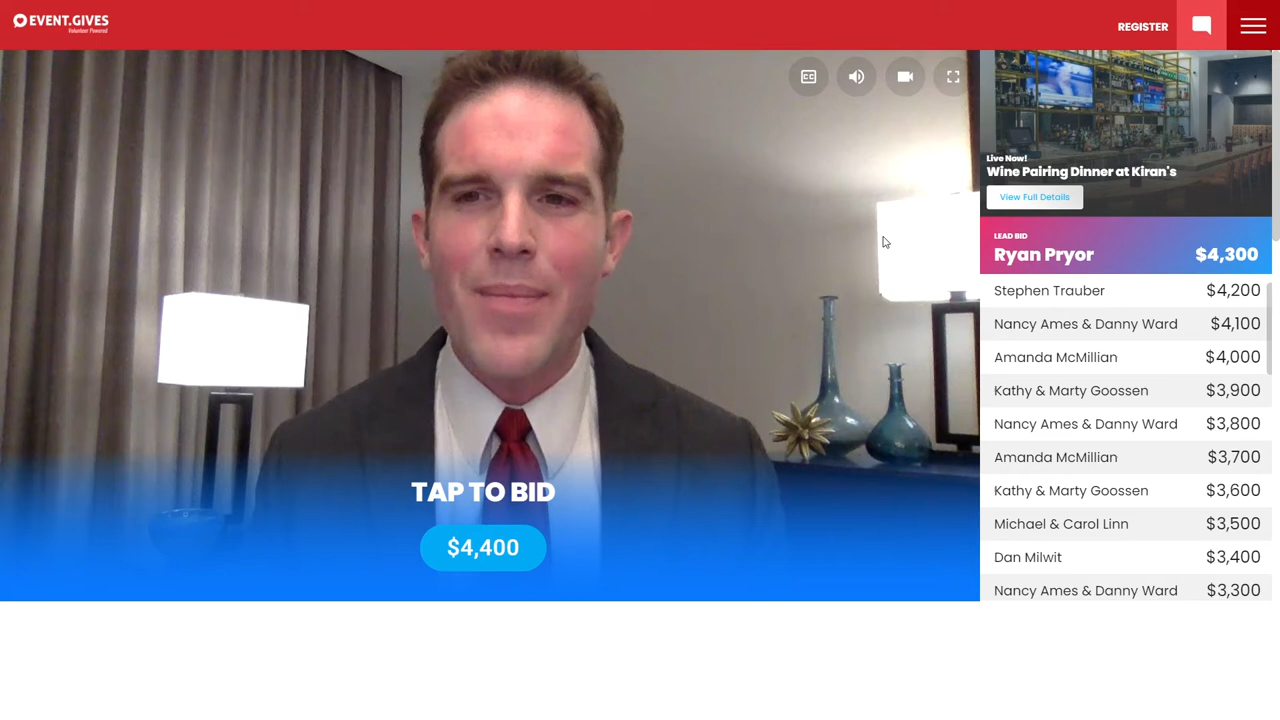 EVENT.GIVES
Volunteer Powered
REGISTER
CC
Live Now!
Wine Pairing Dinner at Kiran's
View Full Details
LEAD BID
Ryan Pryor $4,300
Stephen Trauber $4,200
Nancy Ames & Danny Ward $4,100
Amanda McMillian $4,000
Kathy & Marty Goossen $3,900
Nancy Ames & Danny Ward $3,800
Amanda McMillian $3,700
Kathy & Marty Goossen $3,600
Michael & Carol Linn $3,500
Dan Milwit $3,400
Nancy Ames & Danny Ward $3,300
TAP TO BID
$4,400